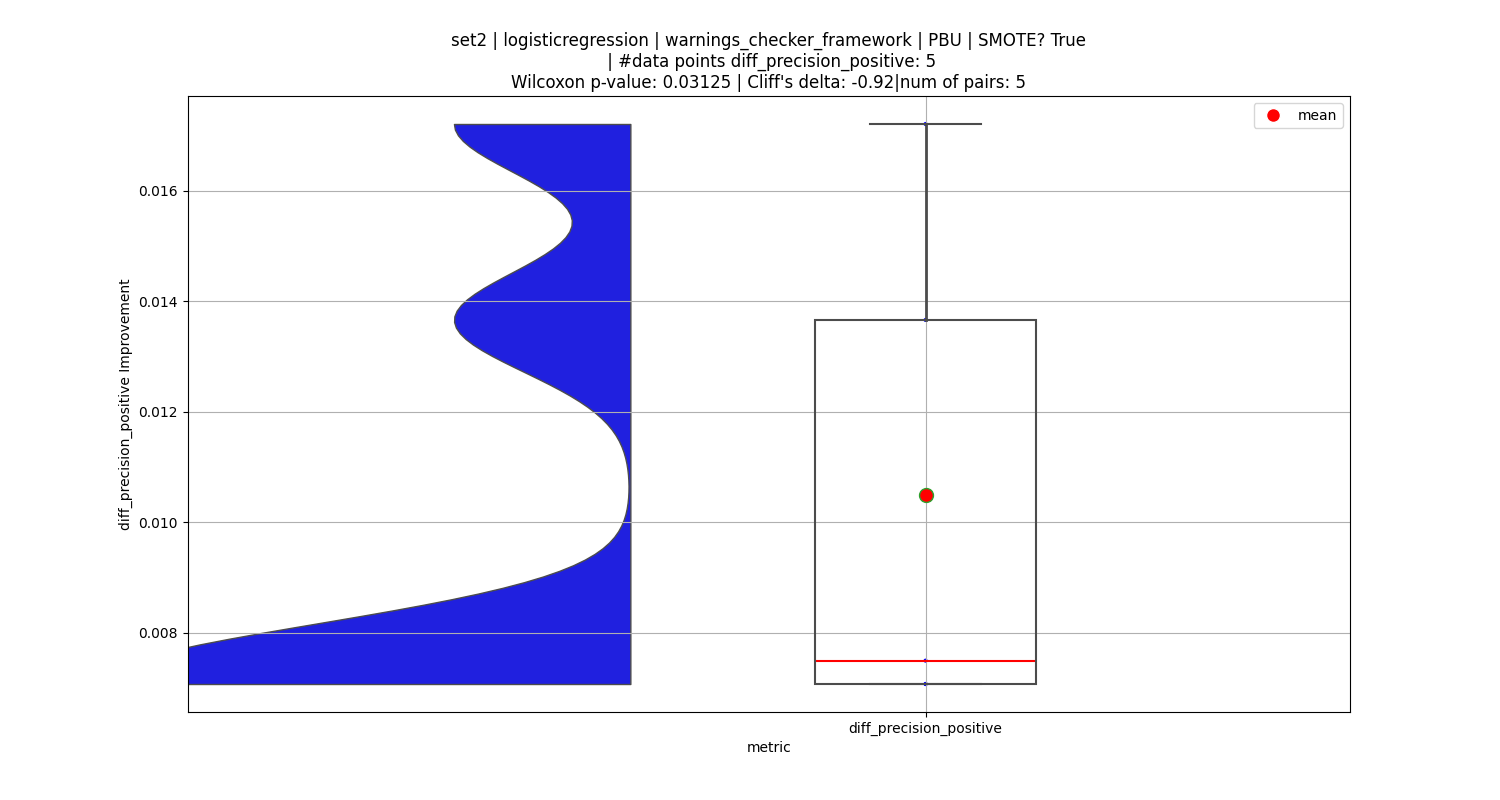 set2 | logisticregression | warnings_checker_framework | PBU | SMOTE? True
| #data points diff_precision_positive: 5
Wilcoxon p-value: 0.03125 | Cliff's delta: -0.92|num of pairs: 5
mean
0.016
0.014
0.012
0.010
0.008
diff_precision_positive Improvement
diff_precision_positive
metric